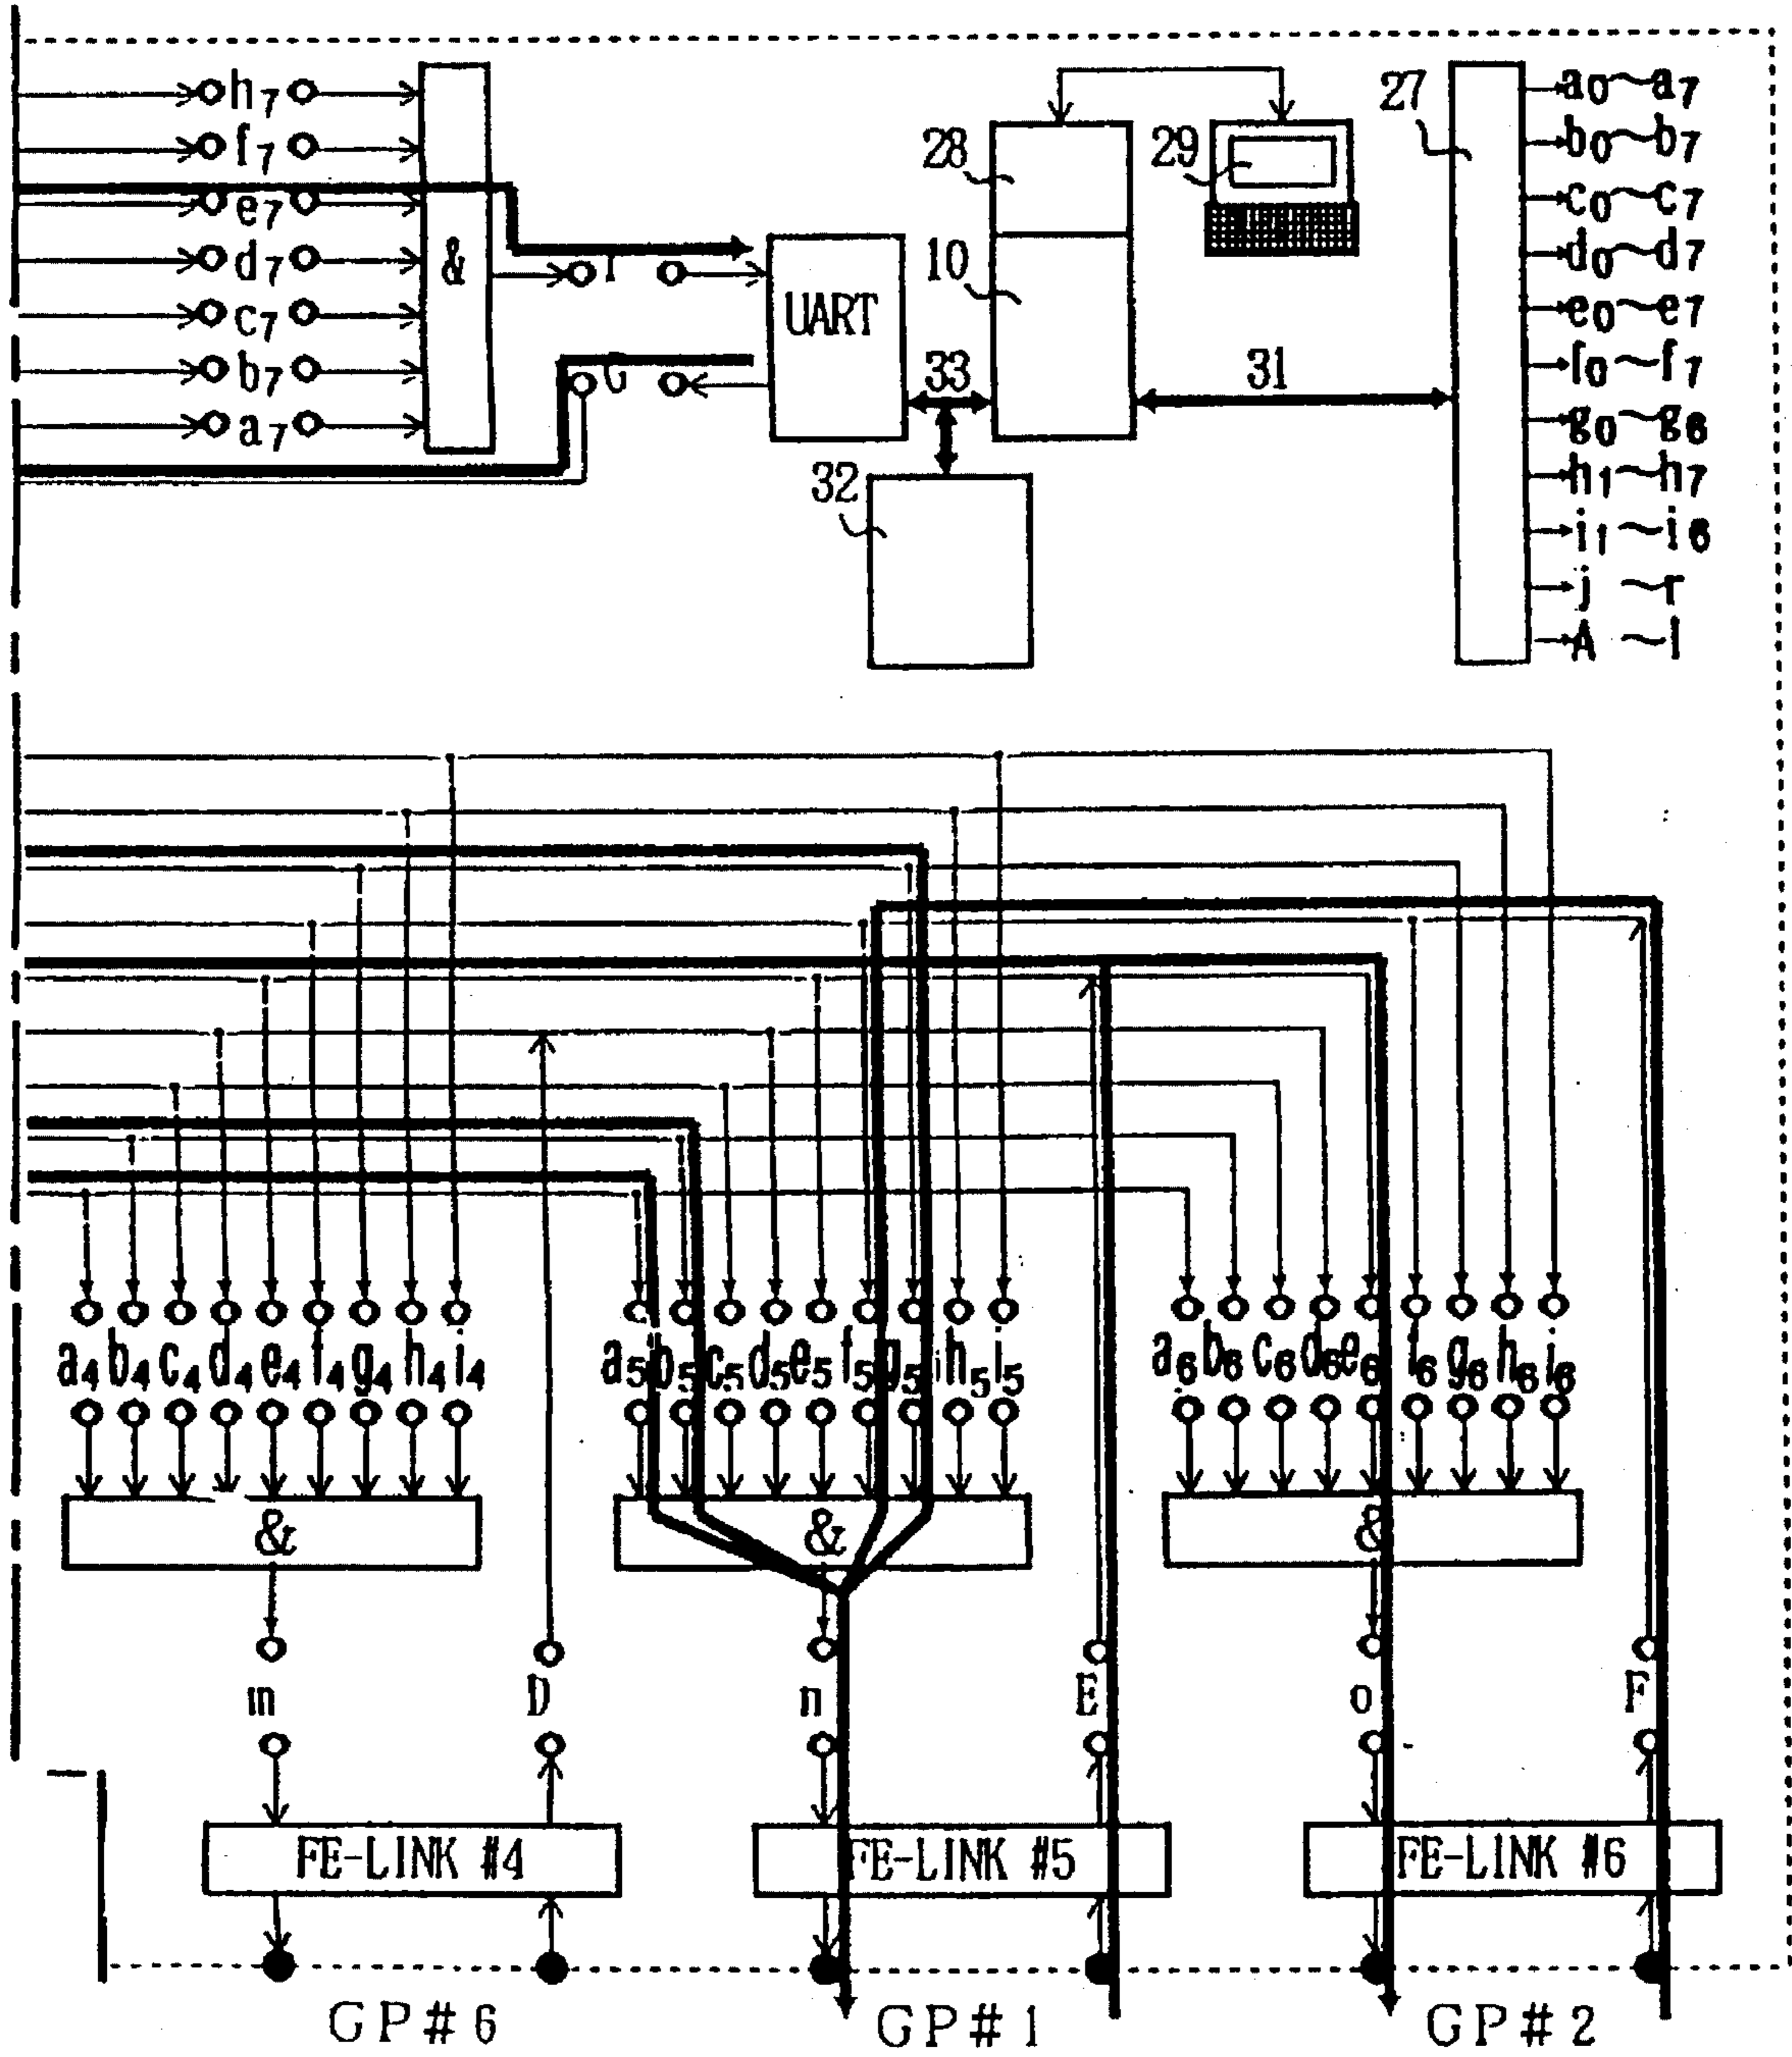 h7
f7
e7
d7
c7
b7
a7
&
I
UART
G
33
28
10
29
31
27
32
a0~a7
b0~b7
c0~c7
d0~d7
e0~e7
f0~f7
g0~g6
h1~h7
i1~i6
j~r
A~I
a4 b4 c4 d4 e4 f4 g4 h4 i4
a5 b5 c5 d5 e5 f5 g5 h5 i5
a6 b6 c6 d6 e6 f6 g6 h6 i6
& & &
m D n E o F
FE-LINK #4 FE-LINK #5 FE-LINK #6
GP#6 GP#1 GP#2